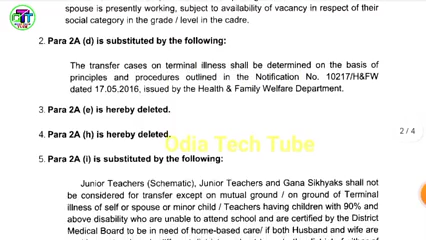 spouse is presently working, subject to availability of vacancy in respect of their
social category in the grade / level in the cadre.
2. Para 2A (d) is substituted by the following:
The transfer cases on terminal illness shall be determined on the basis of
principles and procedures outlined in the Notification No. 10217/H&FW
dated 17.05.2016, issued by the Health & Family Welfare Department.
3. Para 2A (e) is hereby deleted.
4. Para 2A (h) is hereby deleted.
2 / 4
Odia Tech Tube
5. Para 2A (i) is substituted by the following:
Junior Teachers (Schematic), Junior Teachers and Gana Sikhyaks shall not
be considered for transfer except on mutual ground / on ground of Terminal
illness of self or spouse or minor child / Teachers having children with 90% and
above disability who are unable to attend school and are certified by the District
Medical Board to be in need of home-based care/ if both Husband and wife are